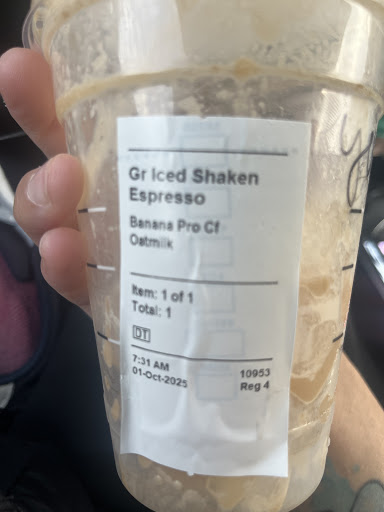 Gr Iced Shaken
Espresso
Banana Pro Cf
Oatmilk
Item: 1 of 1
Total: 1
DT
7:31 AM 10953
01-Oct-2025 Reg 4